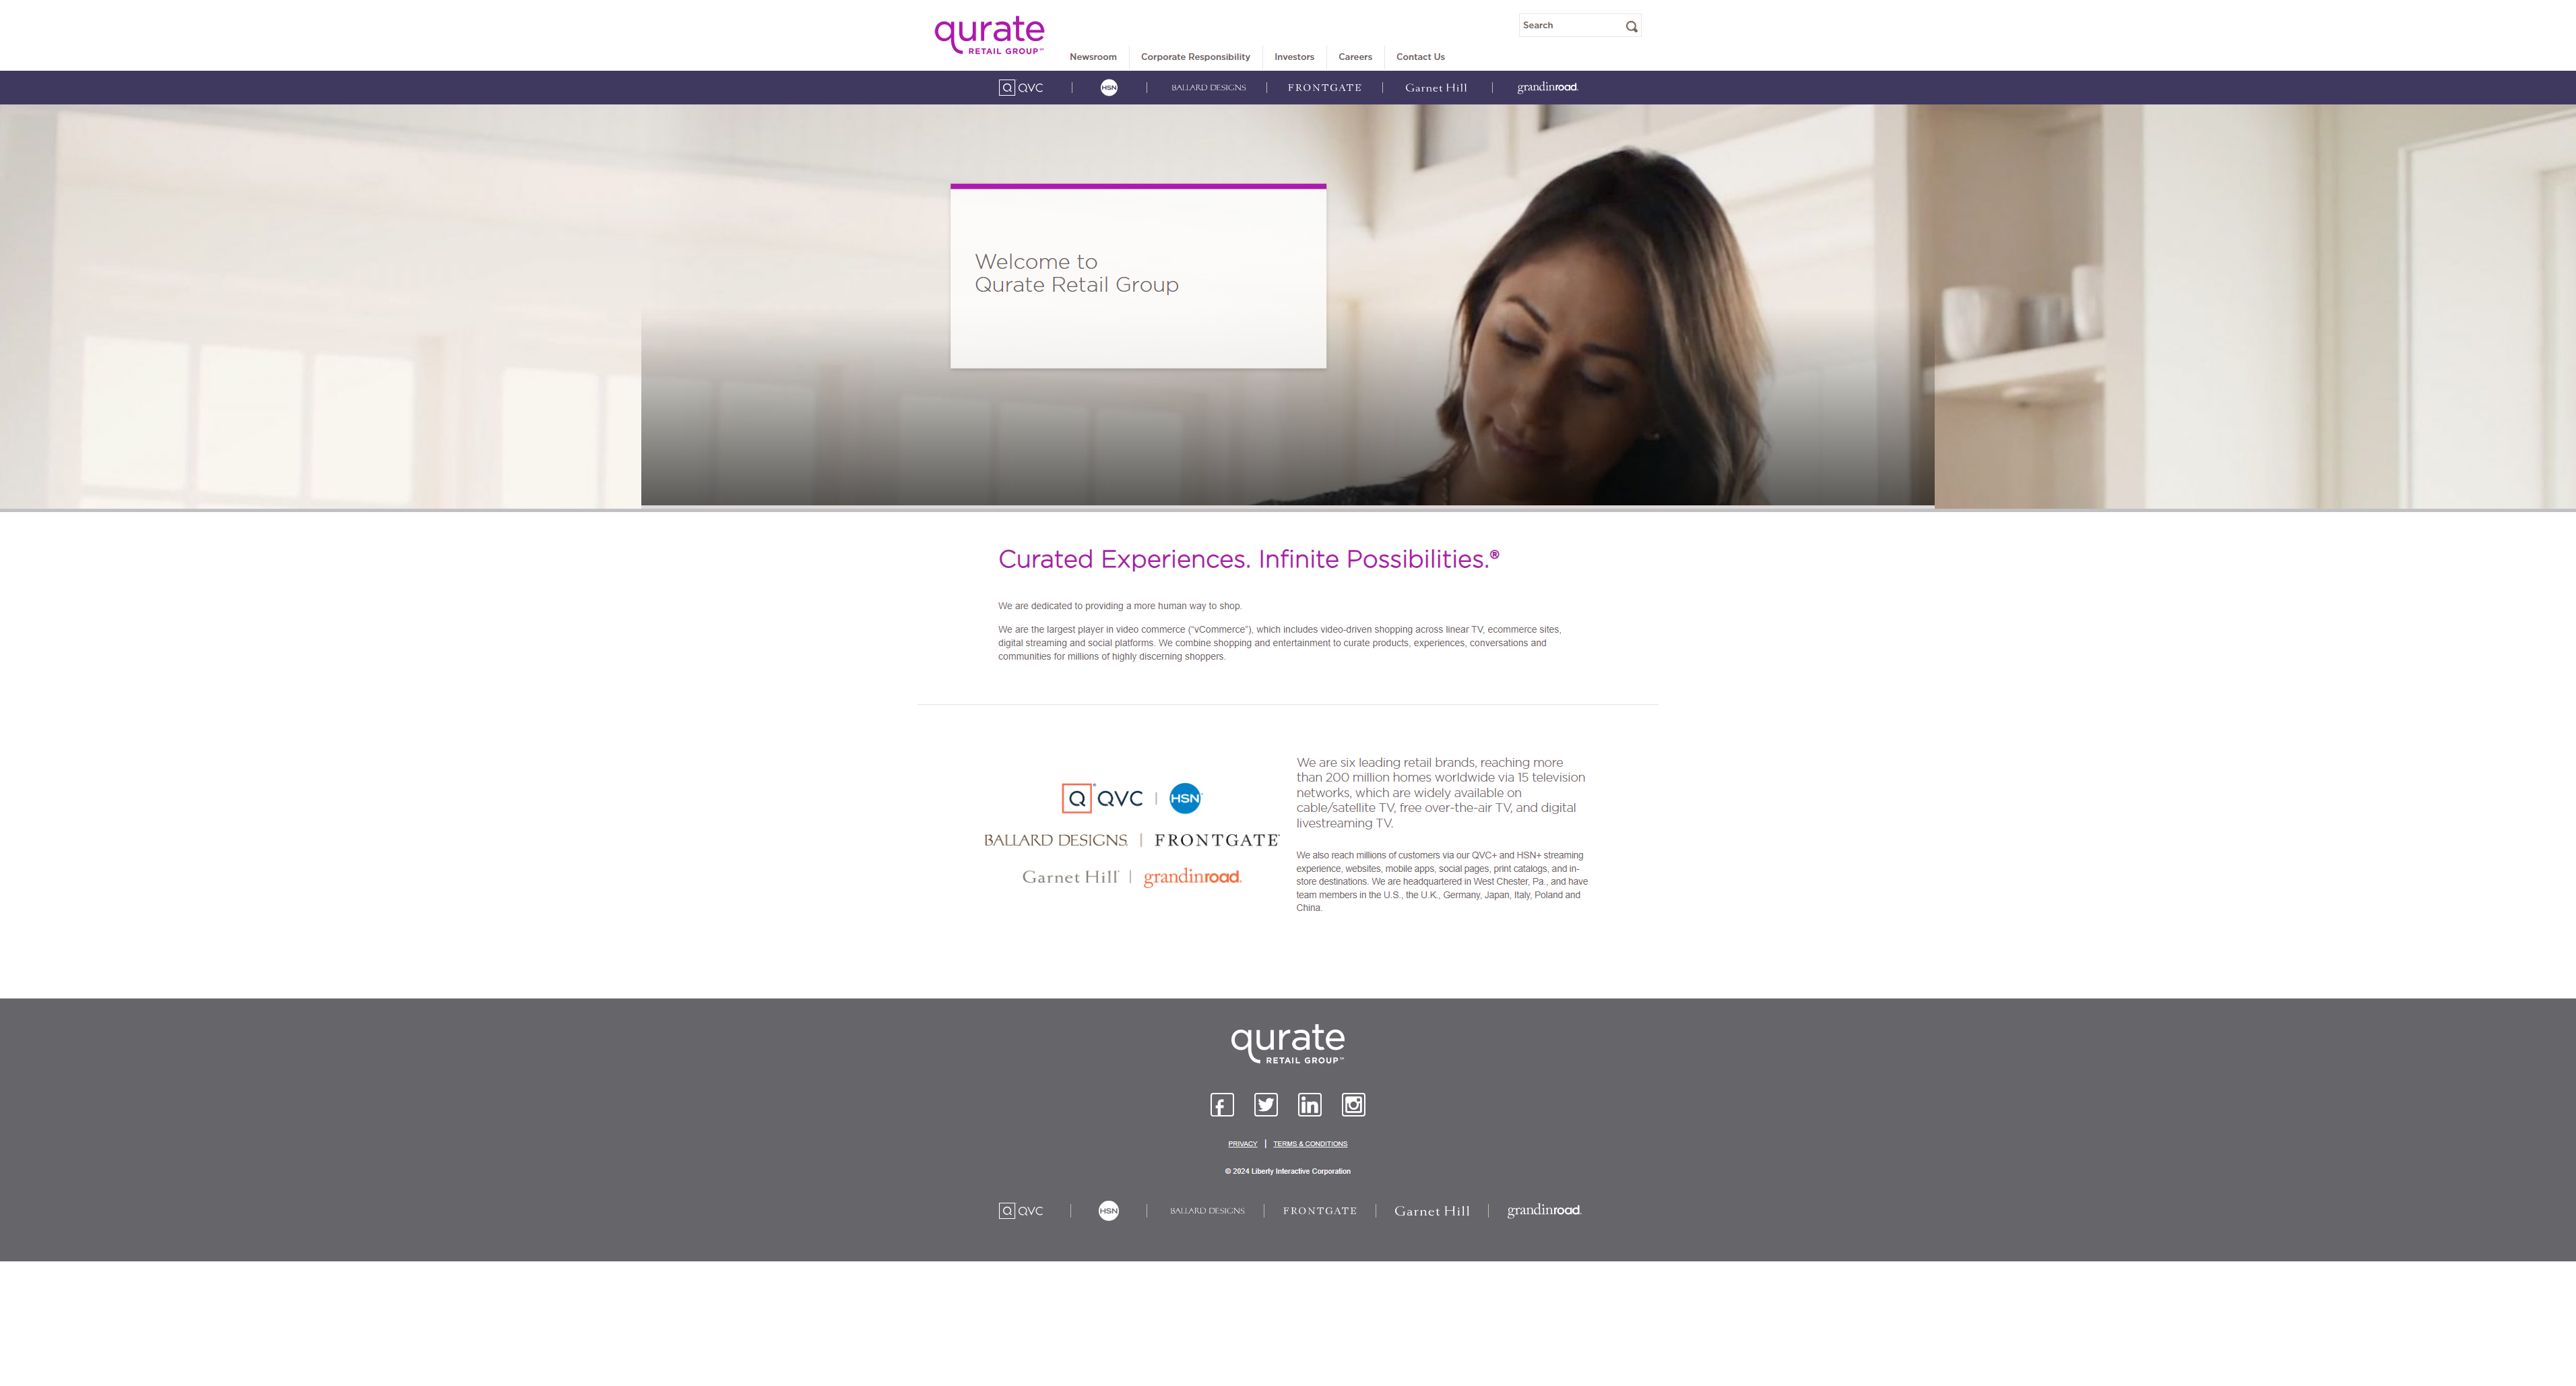 qurate
RETAIL GROUP℠
Search
Newsroom
Corporate Responsibility
Investors
Careers
Contact Us
Q QVC
HSN
BALLARD DESIGNS
FRONTGATE
Garnet Hill
grandinroad.
Welcome to
Qurate Retail Group
Curated Experiences. Infinite Possibilities.®
We are dedicated to providing a more human way to shop.
We are the largest player in video commerce (“vCommerce”), which includes video-driven shopping across linear TV, ecommerce sites,
digital streaming and social platforms. We combine shopping and entertainment to curate products, experiences, conversations and
communities for millions of highly discerning shoppers.
Q® QVC | HSN
BALLARD DESIGNS. | FRONTGATE
Garnet Hill | grandinroad.
We are six leading retail brands, reaching more
than 200 million homes worldwide via 15 television
networks, which are widely available on
cable/satellite TV, free over-the-air TV, and digital
livestreaming TV.
We also reach millions of customers via our QVC+ and HSN+ streaming
experience, websites, mobile apps, social pages, print catalogs, and in-
store destinations. We are headquartered in West Chester, Pa., and have
team members in the U.S., the U.K., Germany, Japan, Italy, Poland and
China.
qurate
RETAIL GROUP℠
PRIVACY | TERMS & CONDITIONS
© 2024 Liberty Interactive Corporation
Q QVC
HSN
BALLARD DESIGNS
FRONTGATE
Garnet Hill
grandinroad.